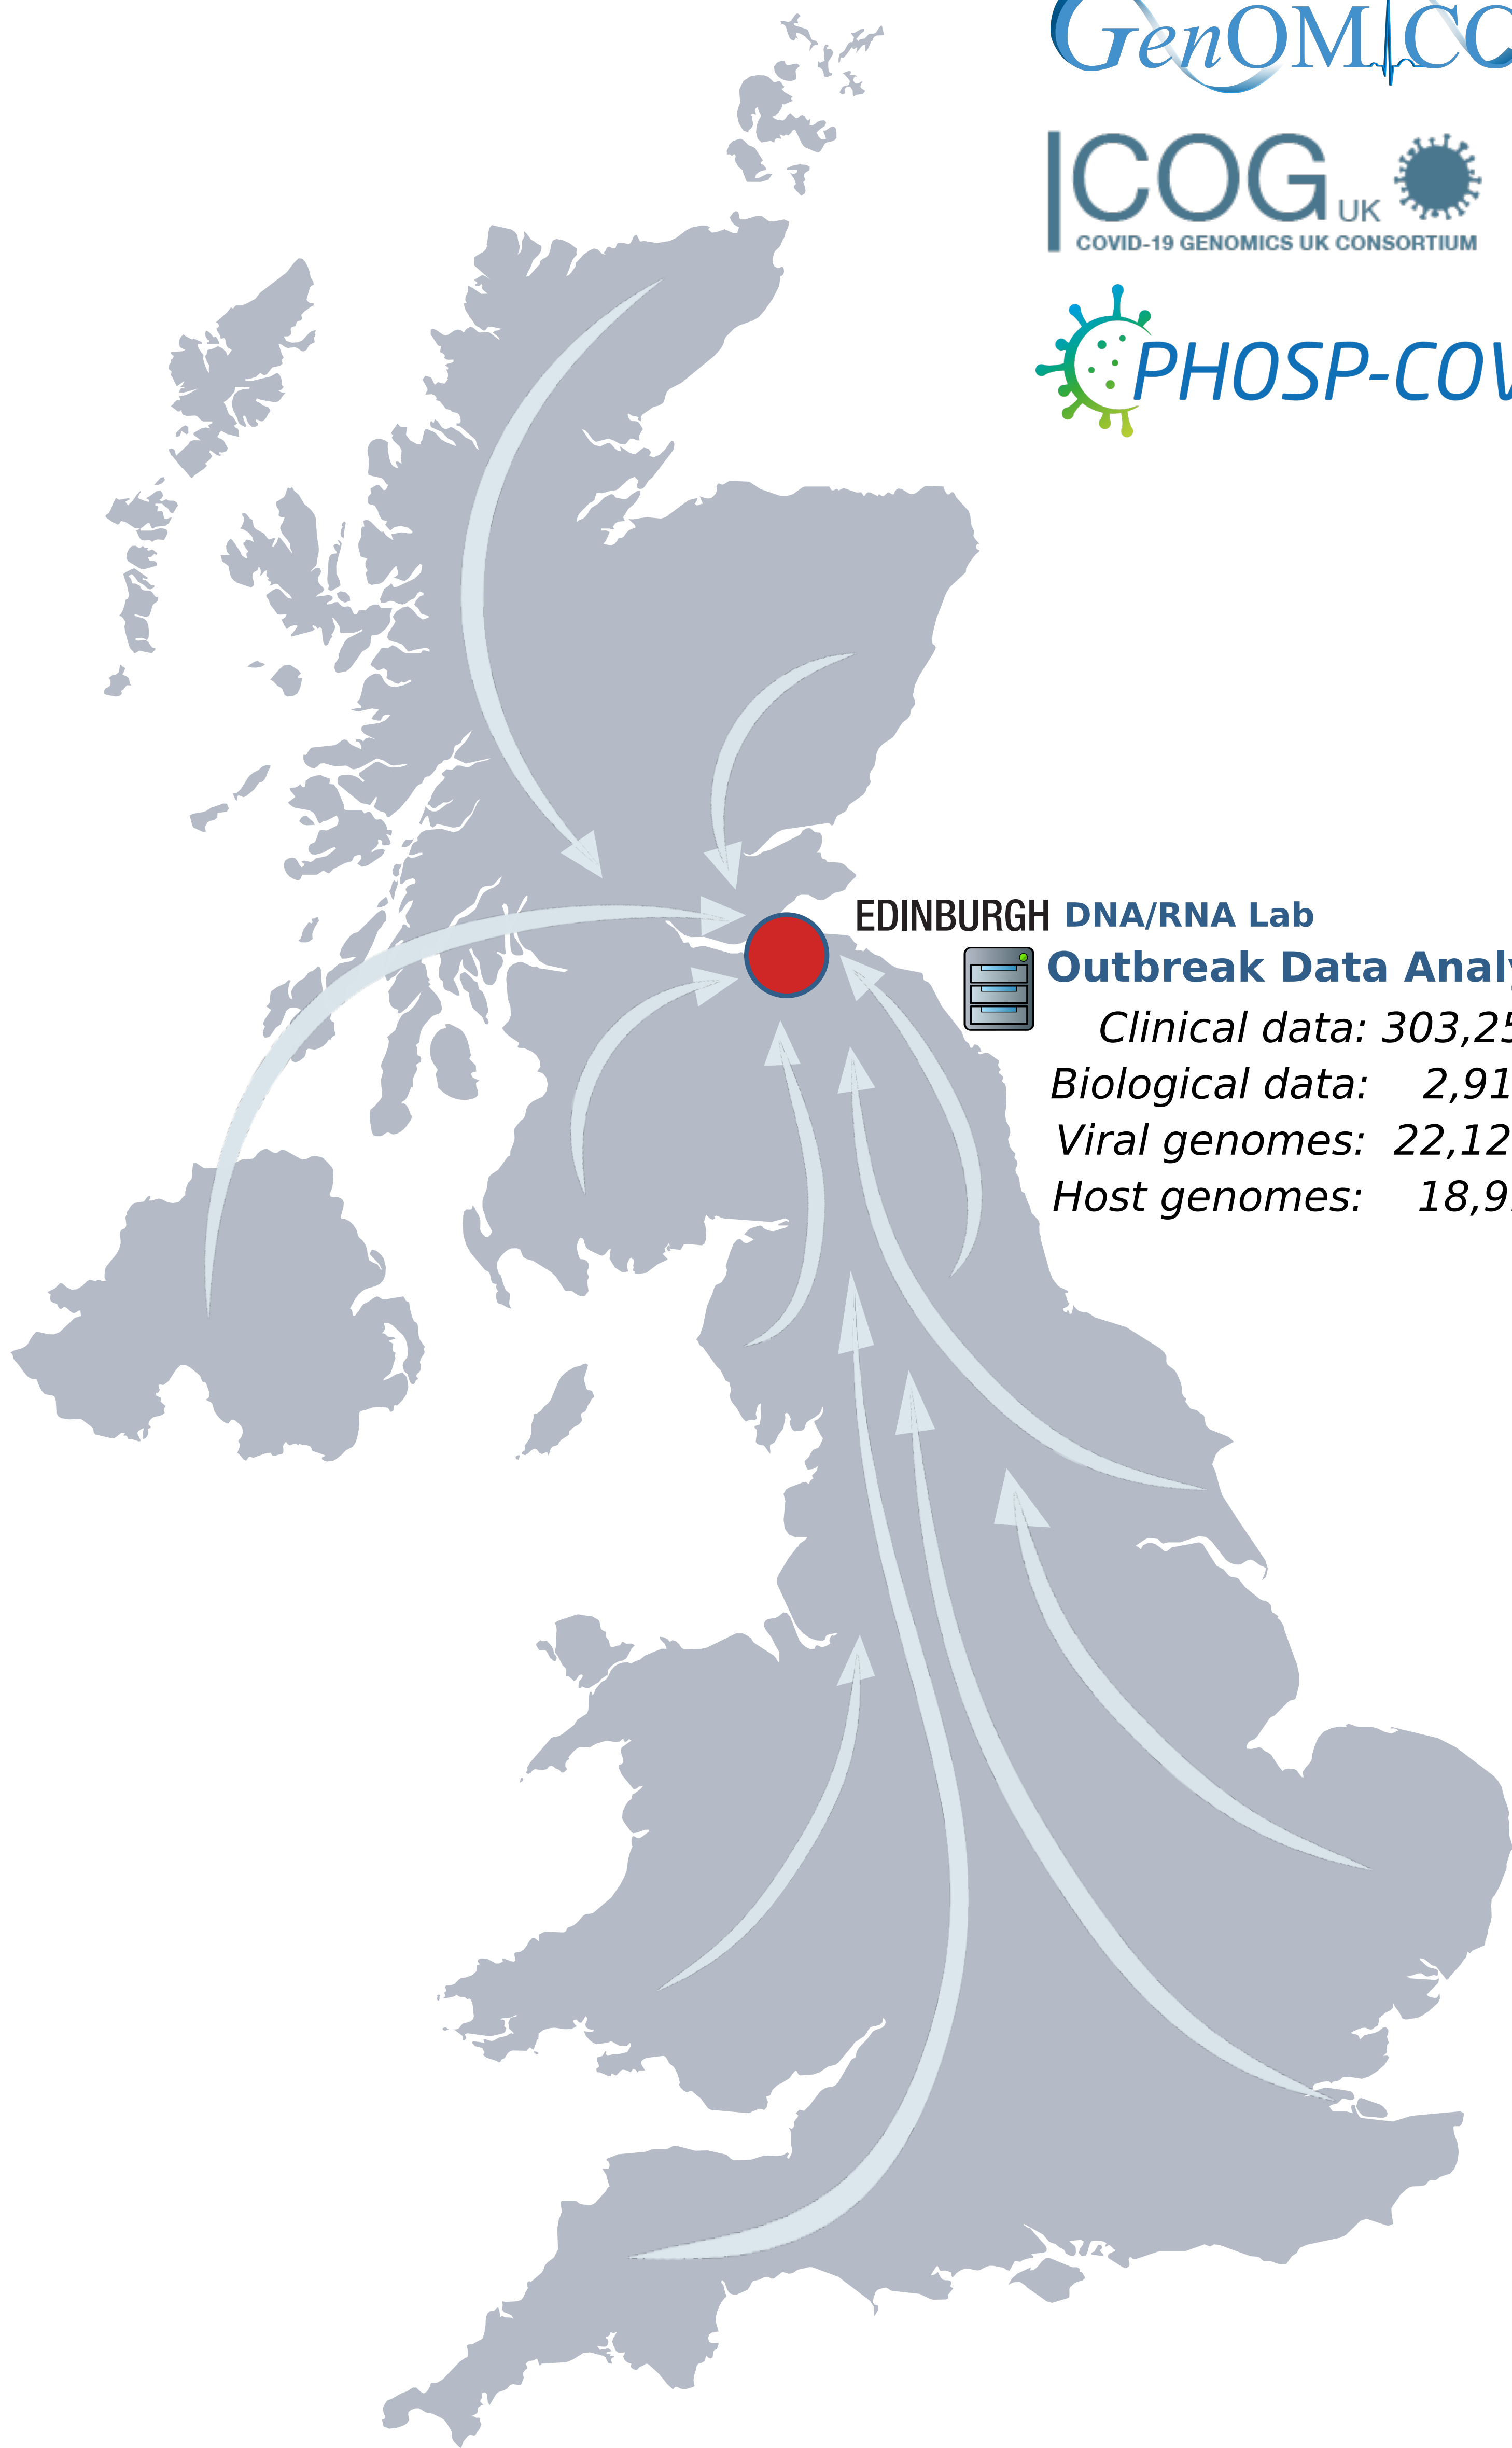 GenOMICC
COG UK
COVID-19 GENOMICS UK CONSORTIUM
PHOSP-COV
EDINBURGH DNA/RNA Lab
Outbreak Data Analy
Clinical data: 303,25
Biological data: 2,91
Viral genomes: 22,12
Host genomes: 18,9